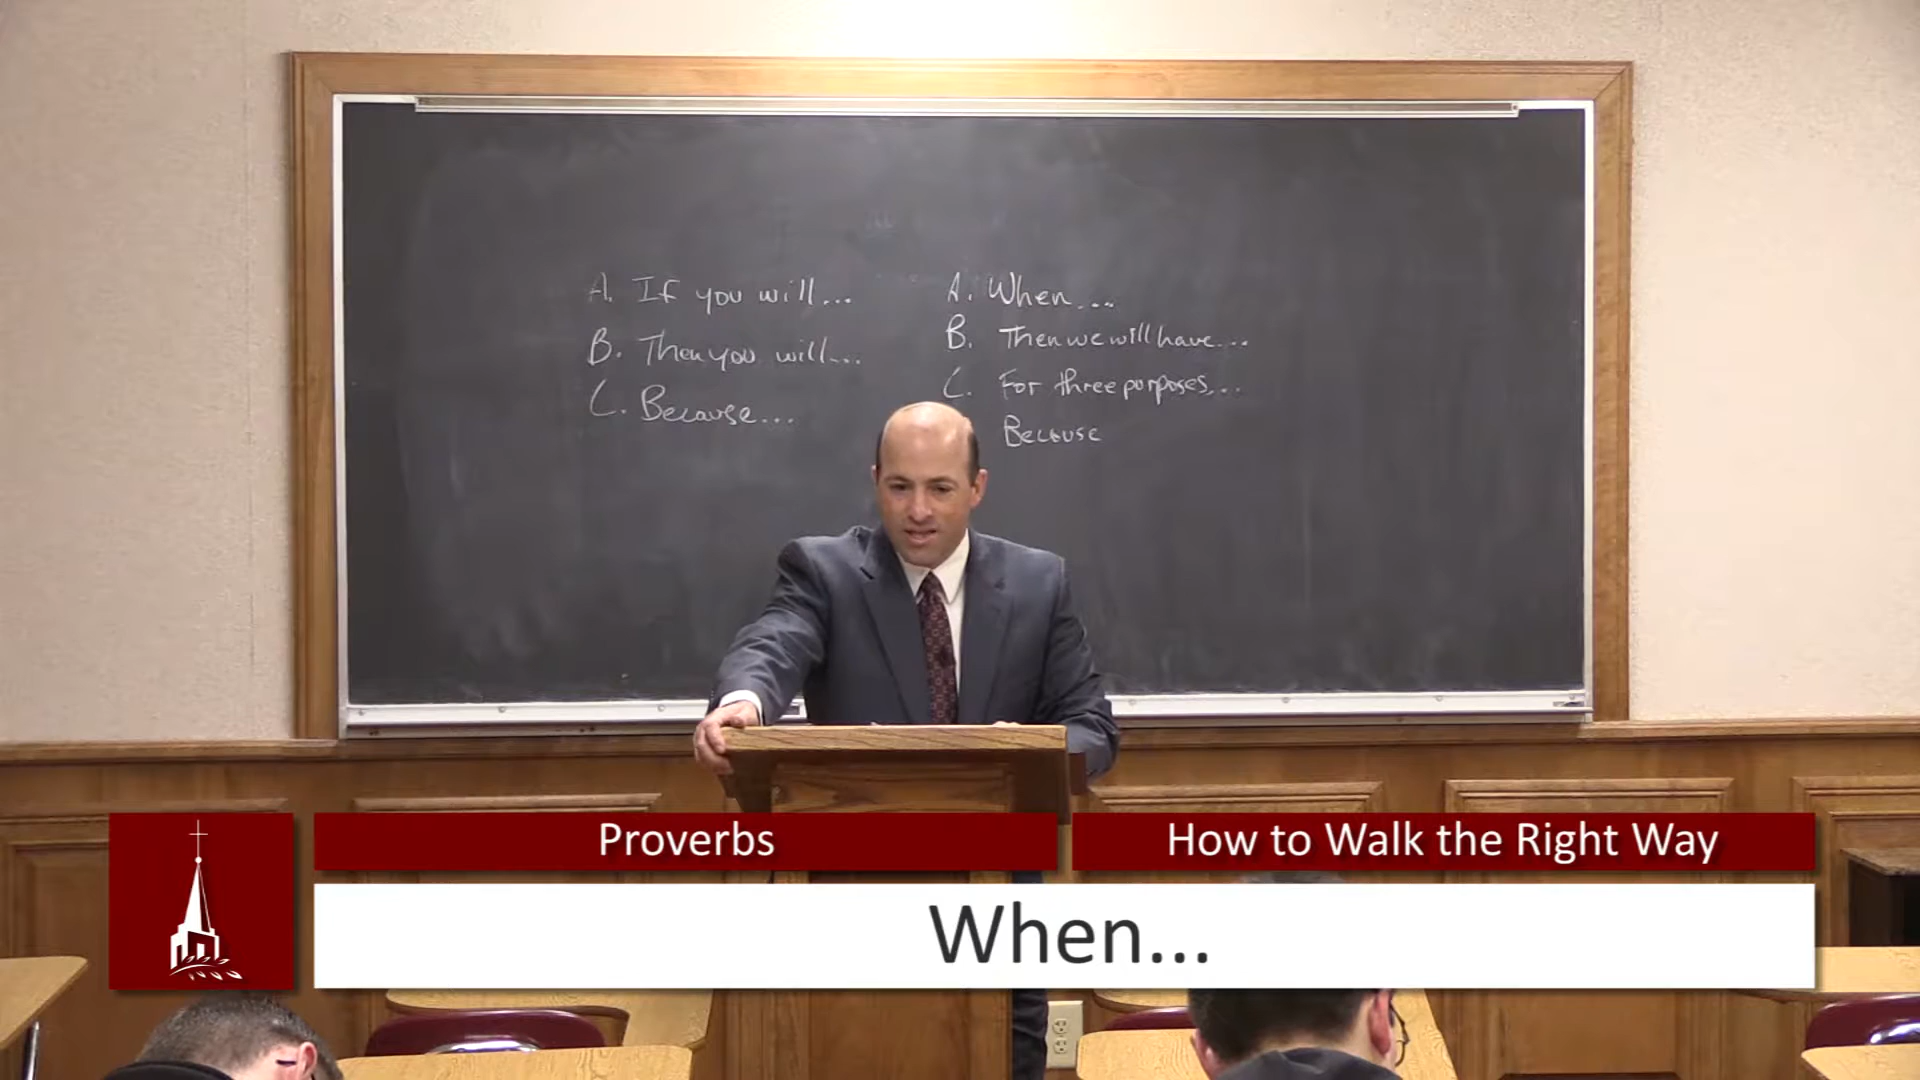 A. If you will...
B. Then you will...
C. Because...
A. When...
B. Then we will have...
C. For three purposes...
Because
Proverbs
How to Walk the Right Way
When...